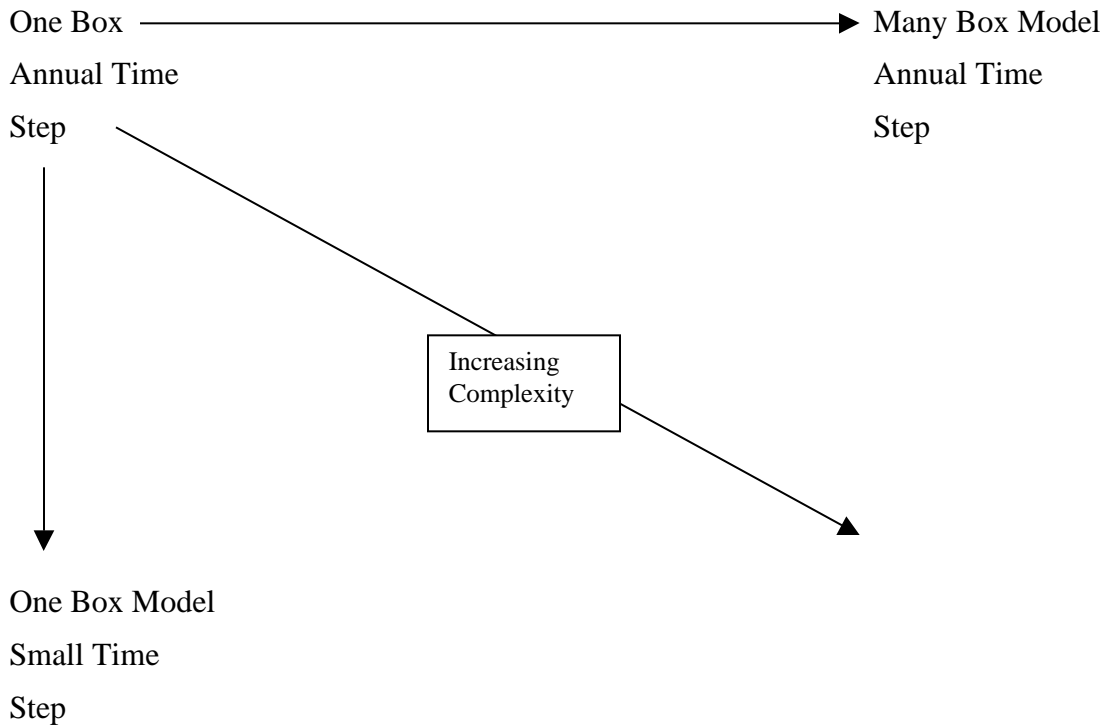 One Box
Annual Time
Step
Many Box Model
Annual Time
Step
Increasing
Complexity
One Box Model
Small Time
Step